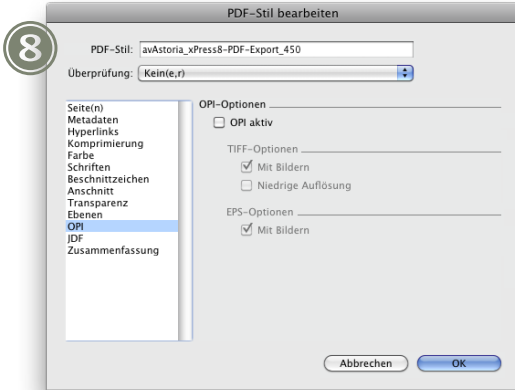 PDF-Stil bearbeiten
8
PDF-Stil: avAstoria_xPress8-PDF-Export_450
Überprüfung: Kein(e,r)
Seite(n)
Metadaten
Hyperlinks
Komprimierung
Farbe
Schriften
Beschnittzeichen
Anschnitt
Transparenz
Ebenen
OPI
JDF
Zusammenfassung
OPI-Optionen
OPI aktiv
TIFF-Optionen
Mit Bildern
Niedrige Auflösung
EPS-Optionen
Mit Bildern
Abbrechen OK